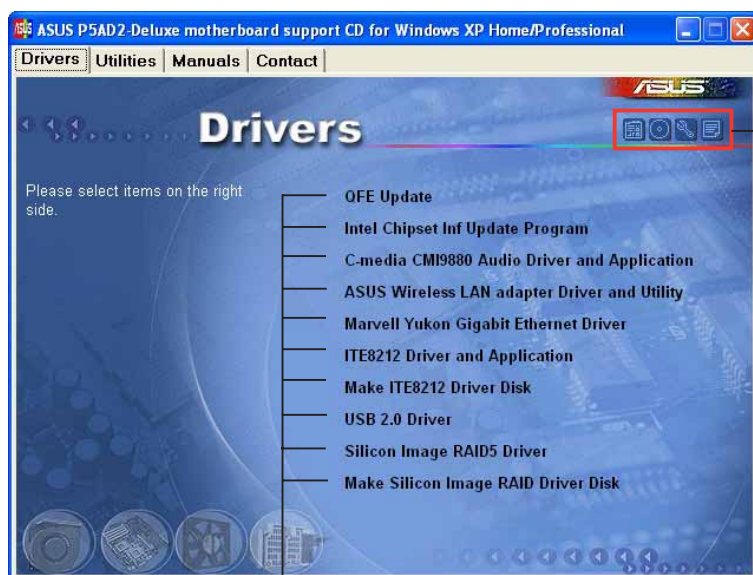 ASUS P5AD2-Deluxe motherboard support CD for Windows XP Home/Professional
Drivers Utilities Manuals Contact
ASUS
Drivers
Please select items on the right
side.
QFE Update
Intel Chipset Inf Update Program
C-media CMI9880 Audio Driver and Application
ASUS Wireless LAN adapter Driver and Utility
Marvell Yukon Gigabit Ethernet Driver
ITE8212 Driver and Application
Make ITE8212 Driver Disk
USB 2.0 Driver
Silicon Image RAID5 Driver
Make Silicon Image RAID Driver Disk